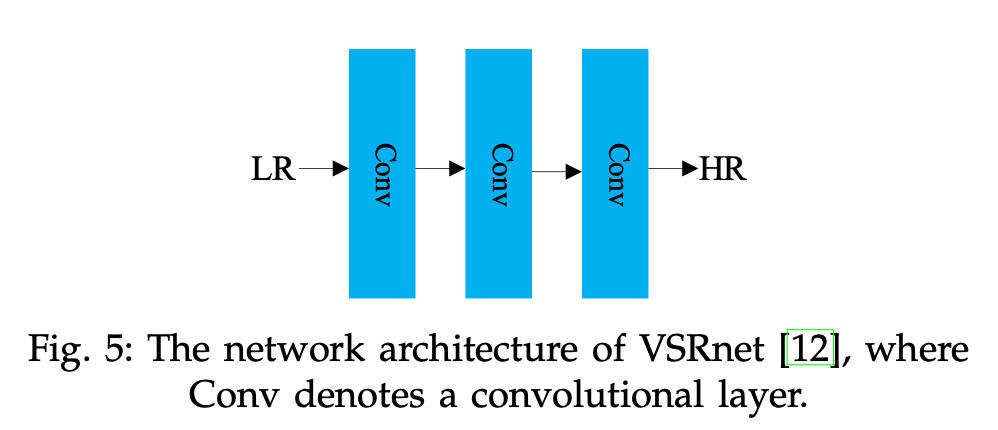 LR Conv Conv Conv HR
Fig. 5: The network architecture of VSRnet [12], where
Conv denotes a convolutional layer.